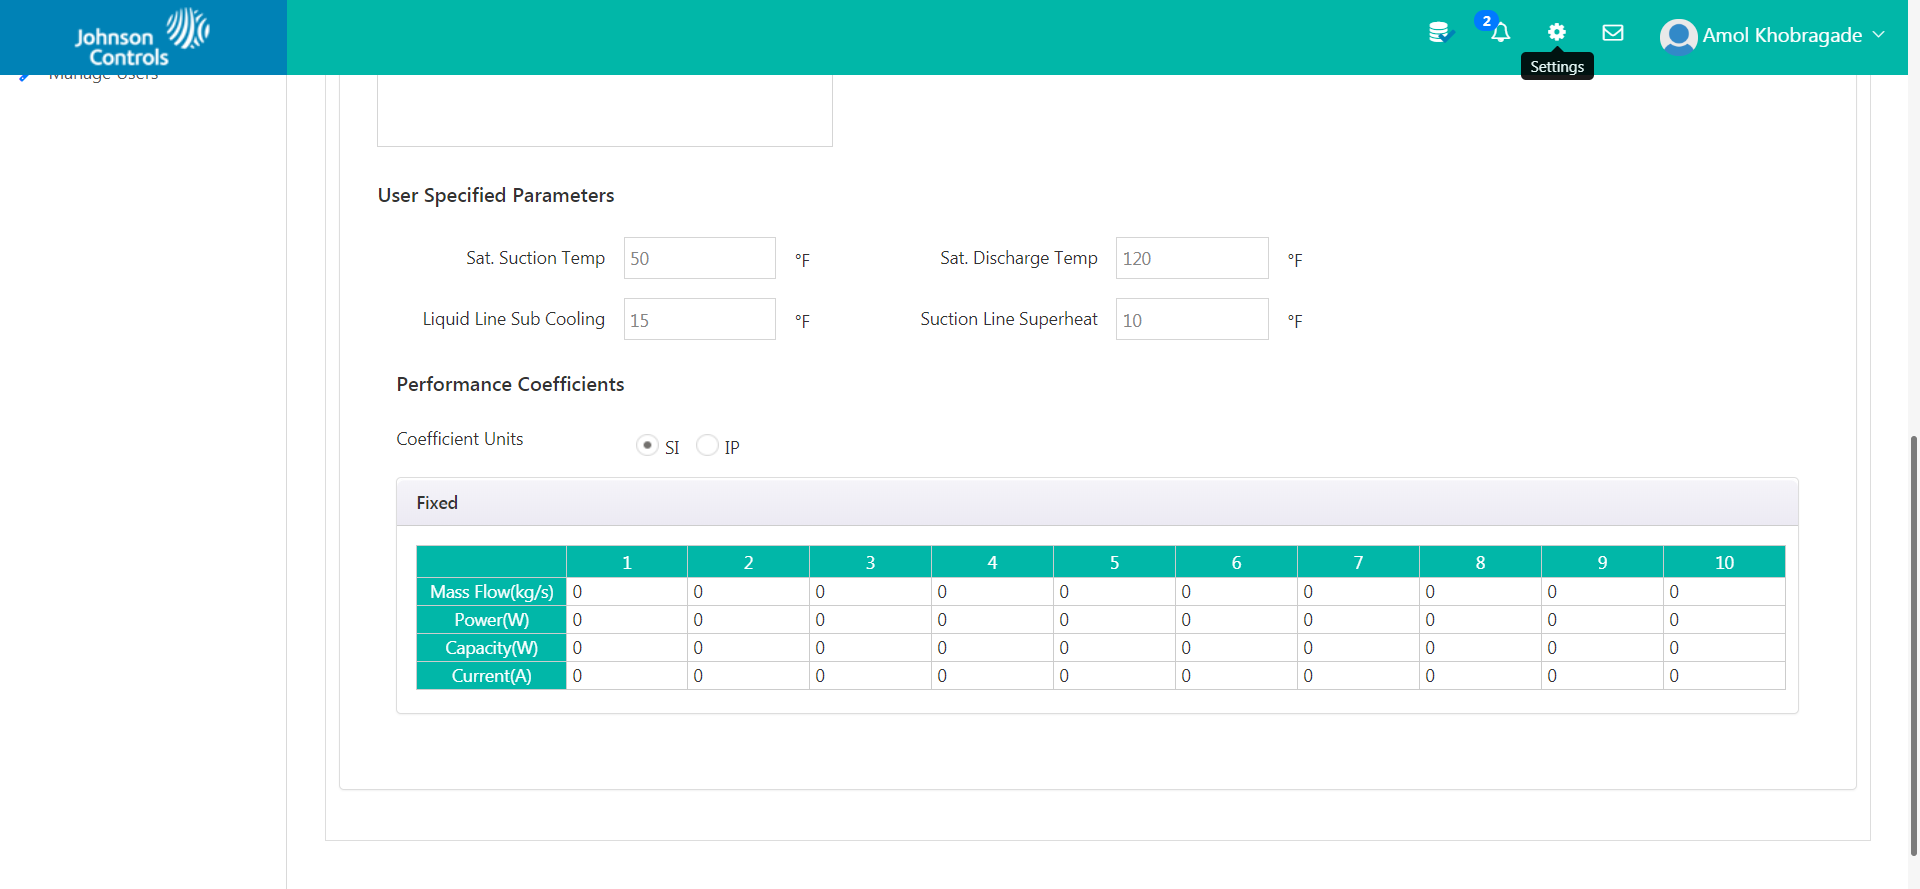 Johnson
Controls
2
Settings
Amol Khobragade
Manage Users
User Specified Parameters
Sat. Suction Temp 50 °F Sat. Discharge Temp 120 °F
Liquid Line Sub Cooling 15 °F Suction Line Superheat 10 °F
Performance Coefficients
Coefficient Units SI IP
Fixed
1 2 3 4 5 6 7 8 9 10
Mass Flow(kg/s) 0 0 0 0 0 0 0 0 0 0
Power(W) 0 0 0 0 0 0 0 0 0 0
Capacity(W) 0 0 0 0 0 0 0 0 0 0
Current(A) 0 0 0 0 0 0 0 0 0 0